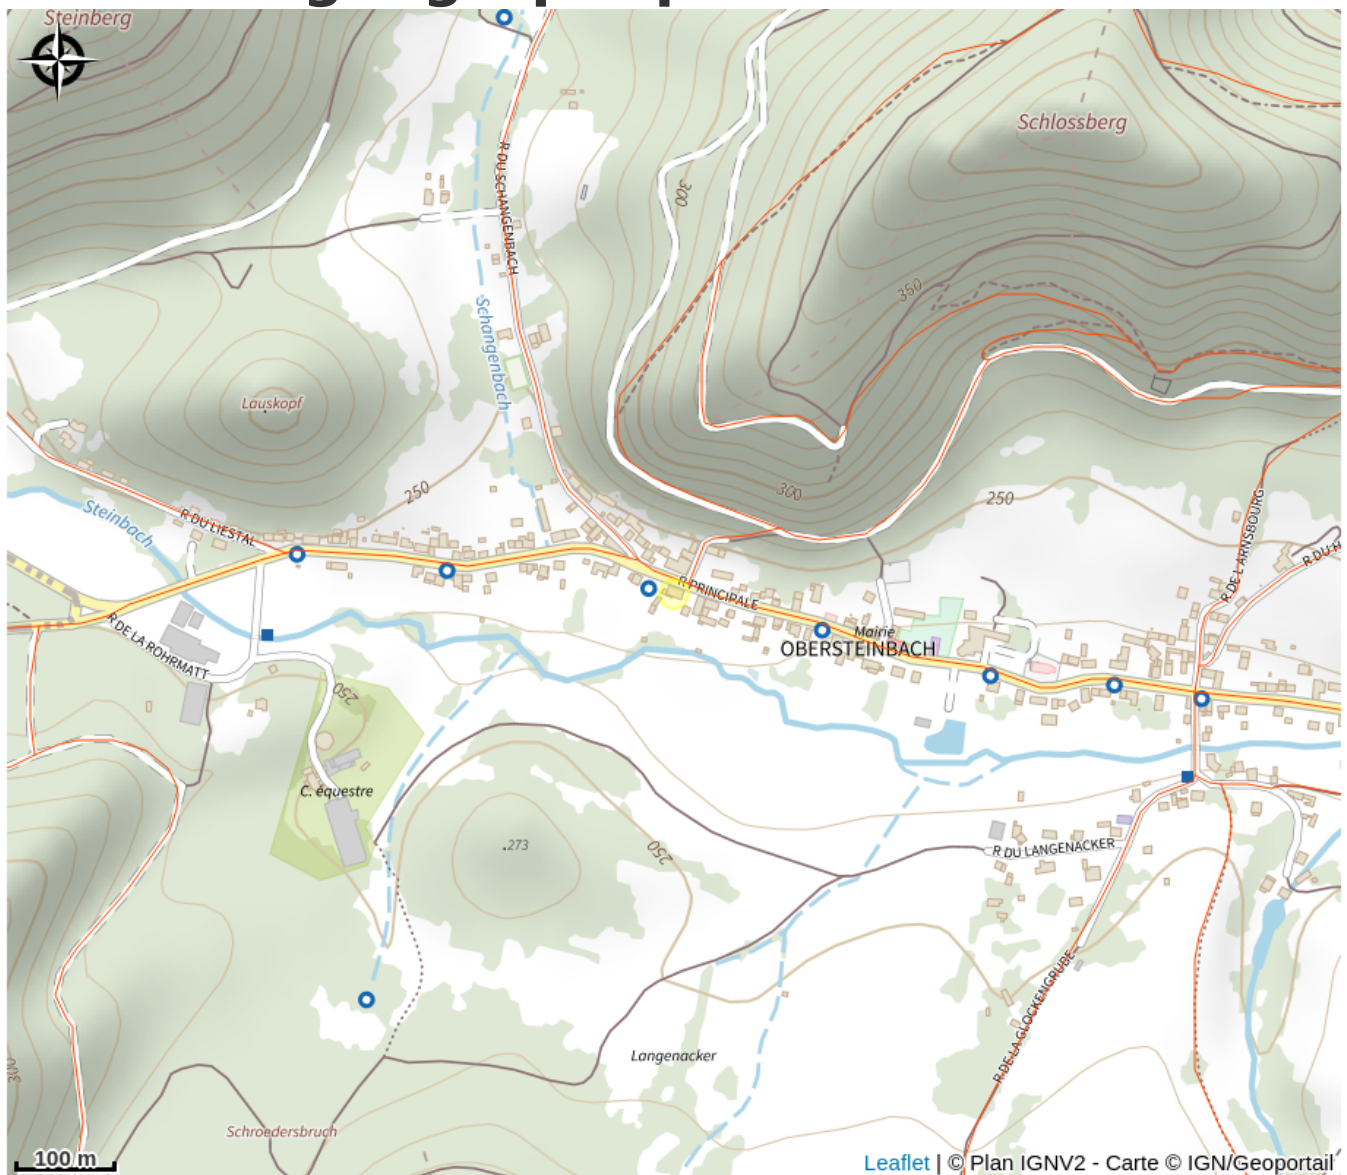 Steinberg
Schlossberg
R DU SCHANGENBACH
300
350
Schangenbach
Lauskopf
250
300
250
Steinbach
R DU LIESTAL
R DE L'ARNSBOURG
R PRINCIPALE
Mairie
OBERSTEINBACH
R DE LA ROHRMATT
250
C. équestre
273
250
R DU LANGENACKER
R DE LA GLOCKENGRUBE
Langenacker
300
Schroedersbruch
100 m
Leaflet | © Plan IGNV2 - Carte © IGN/Geoportail